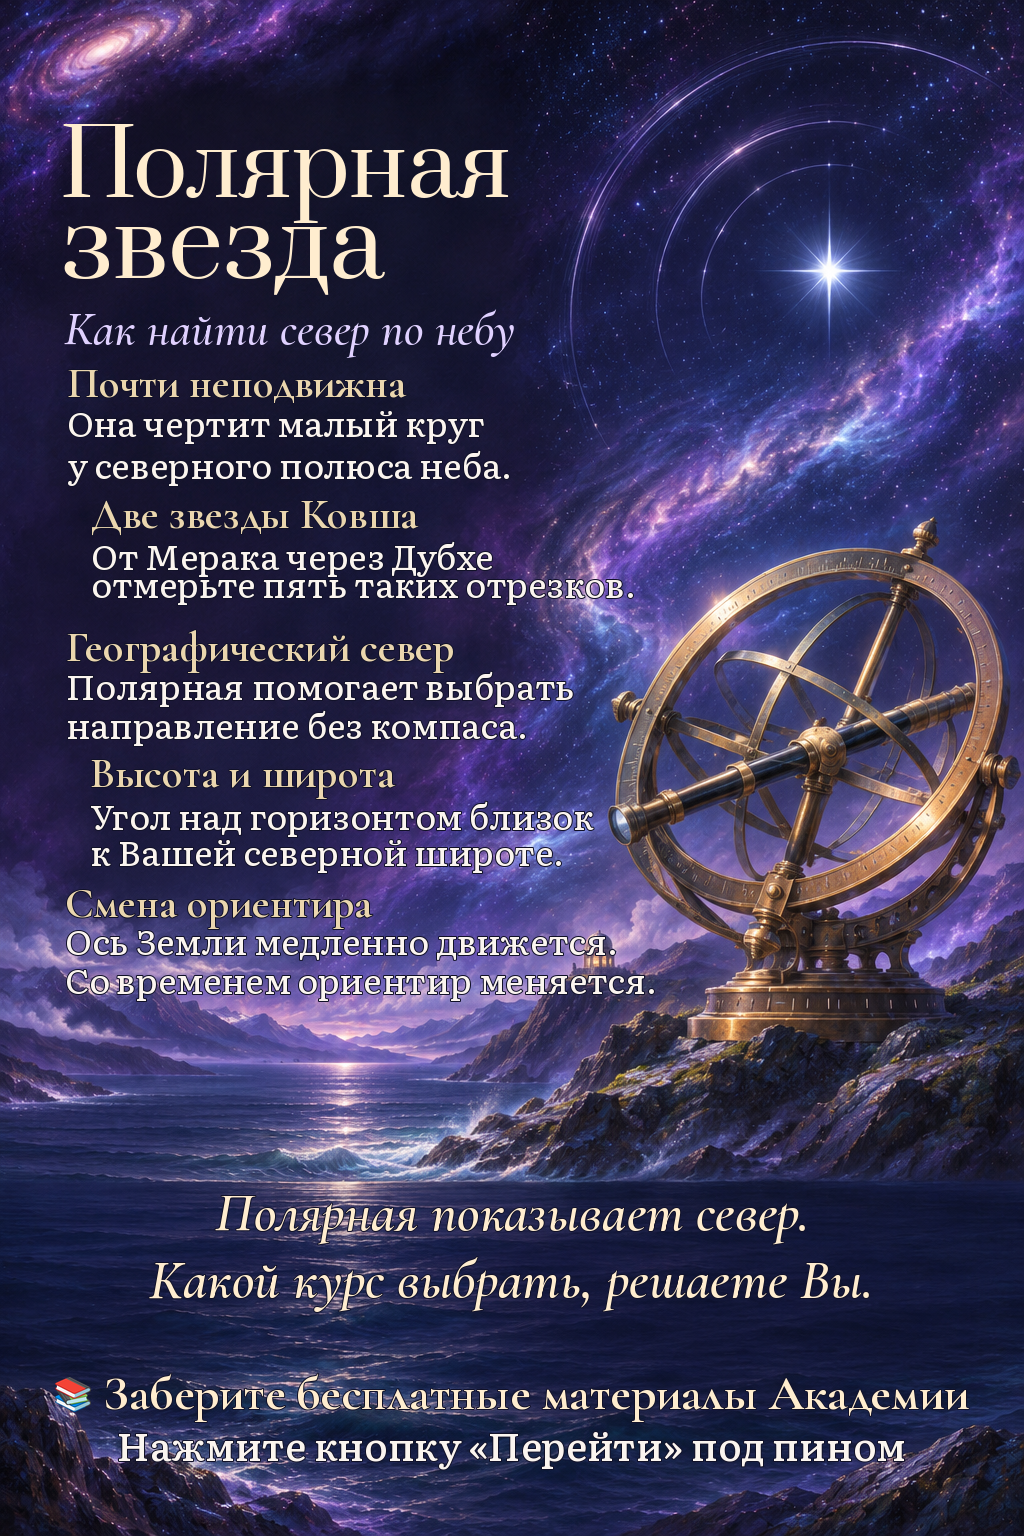 Полярная
звезда
Как найти север по небу
Почти неподвижна
Она чертит малый круг
у северного полюса неба.
Две звезды Ковша
От Мерака через Дубхе
отмерьте пять таких отрезков.
Географический север
Полярная помогает выбрать
направление без компаса.
Высота и широта
Угол над горизонтом близок
к Вашей северной широте.
Смена ориентира
Ось Земли медленно движется.
Со временем ориентир меняется.
Полярная показывает север.
Какой курс выбрать, решаете Вы.
📚 Заберите бесплатные материалы Академии
Нажмите кнопку «Перейти» под пином